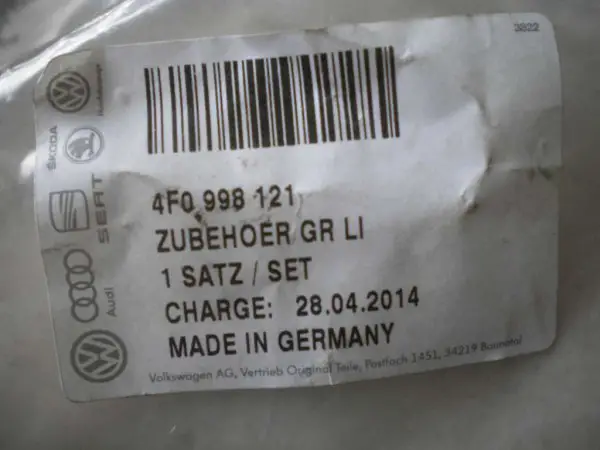 3822
4F0 998 121
ZUBEHOER GR LI
1 SATZ / SET
CHARGE: 28.04.2014
MADE IN GERMANY
Volkswagen AG, Vertrieb Original Teile, Postfach 1451, 34219 Baunatal
ŠKODA
SEAT
Audi